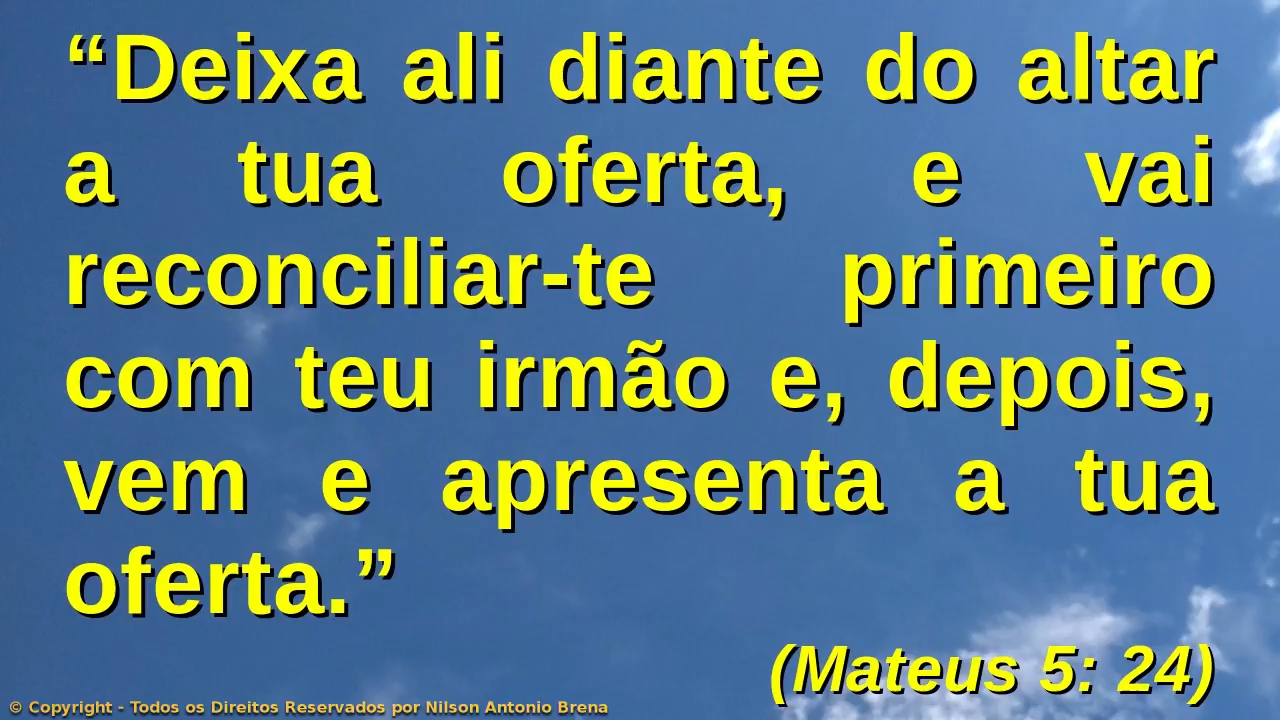 “Deixa ali diante do altar
a tua oferta, e vai
reconciliar-te primeiro
com teu irmão e, depois,
vem e apresenta a tua
oferta.”
(Mateus 5: 24)
© Copyright - Todos os Direitos Reservados por Nilson Antonio Brena